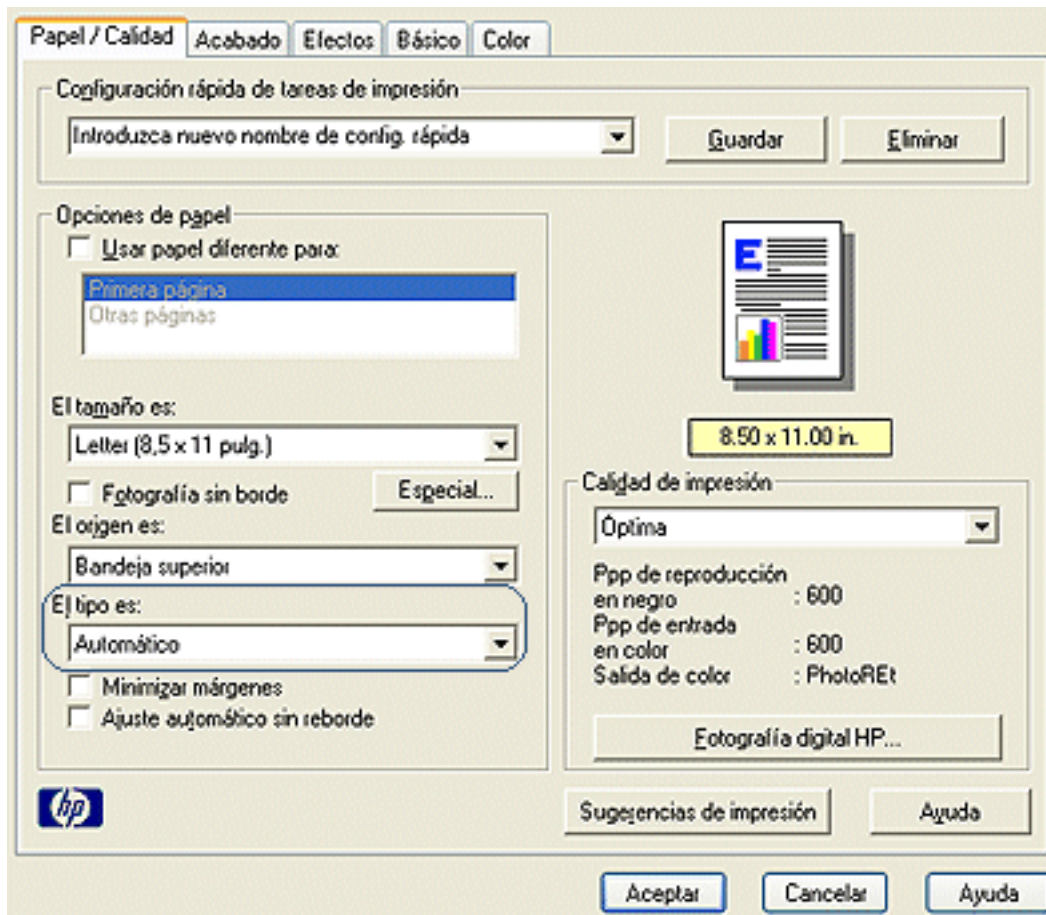 Papel / Calidad Acabado Efectos Básico Color
Configuración rápida de tareas de impresión
Introduzca nuevo nombre de config. rápida Guardar Eliminar
Opciones de papel
Usar papel diferente para:
Primera página
Otras páginas
E
El tamaño es:
Letter (8,5 x 11 pulg.)
8.50 x 11.00 in.
Fotografía sin borde Especial...
El origen es:
Bandeja superior
El tipo es:
Automático
Minimizar márgenes
Ajuste automático sin reborde
Calidad de impresión
Óptima
Ppp de reproducción
en negro : 600
Ppp de entrada
en color : 600
Salida de color : PhotoREt
Fotografía digital HP...
hp
Sugerencias de impresión Ayuda
Aceptar Cancelar Ayuda